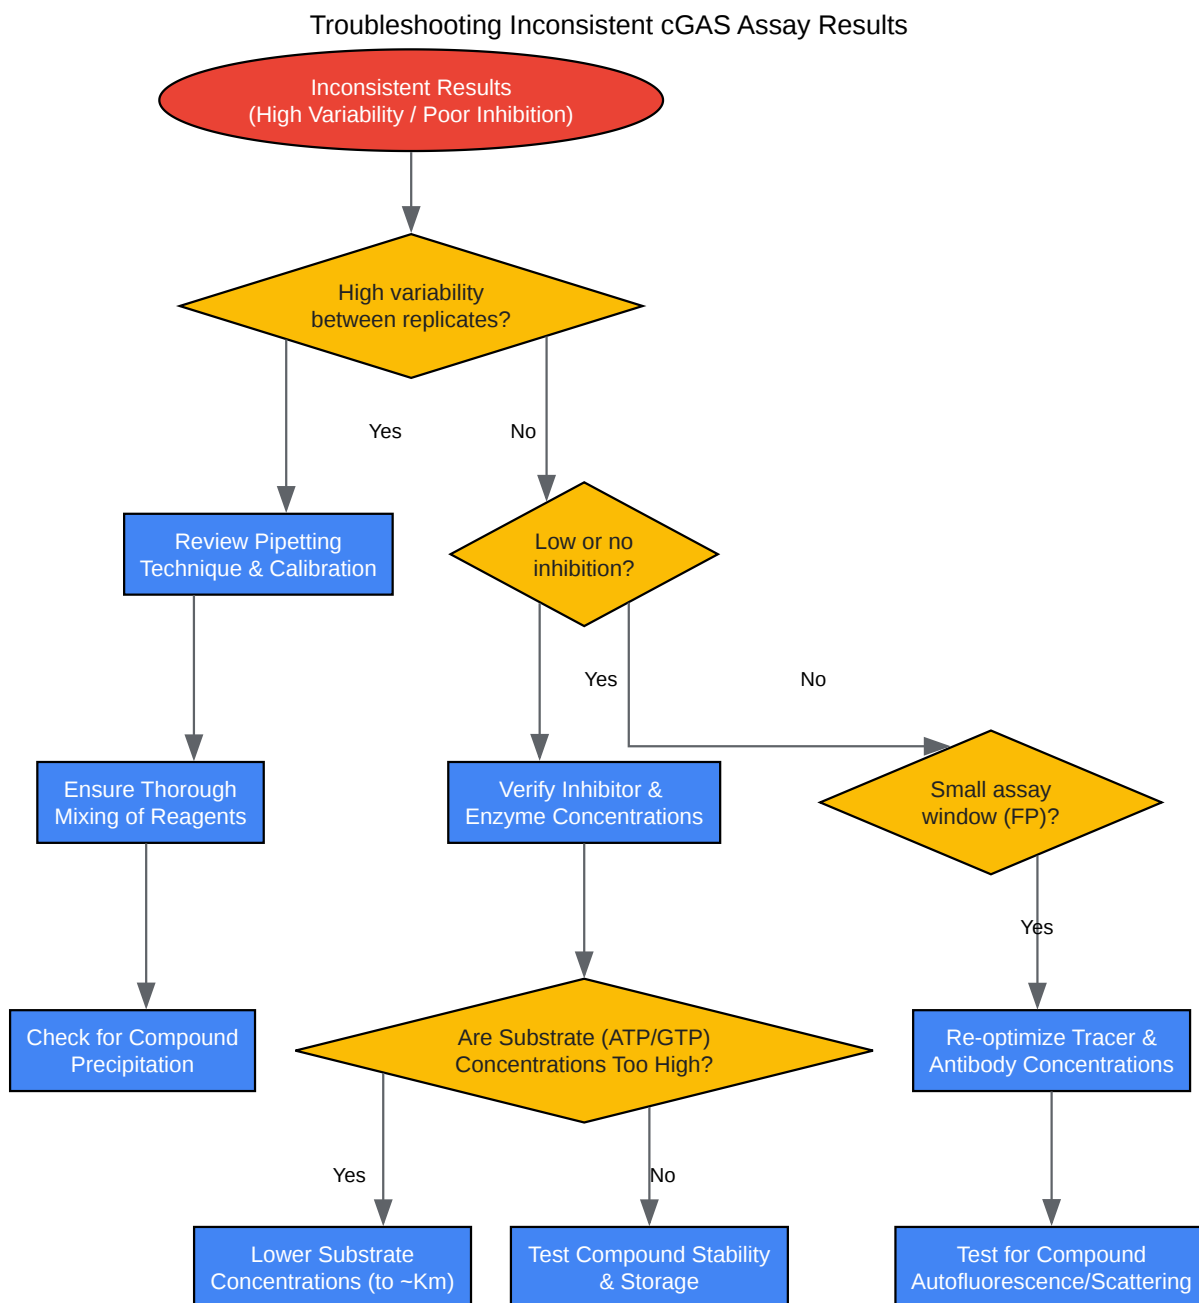 Troubleshooting Inconsistent cGAS Assay Results
Inconsistent Results
(High Variability / Poor Inhibition)
High variability
between replicates?
Yes
No
Review Pipetting
Technique & Calibration
Low or no
inhibition?
Yes
No
Ensure Thorough
Mixing of Reagents
Verify Inhibitor &
Enzyme Concentrations
Small assay
window (FP)?
Yes
Check for Compound
Precipitation
Are Substrate (ATP/GTP)
Concentrations Too High?
Re-optimize Tracer &
Antibody Concentrations
Yes
No
Lower Substrate
Concentrations (to ~Km)
Test Compound Stability
& Storage
Test for Compound
Autofluorescence/Scattering